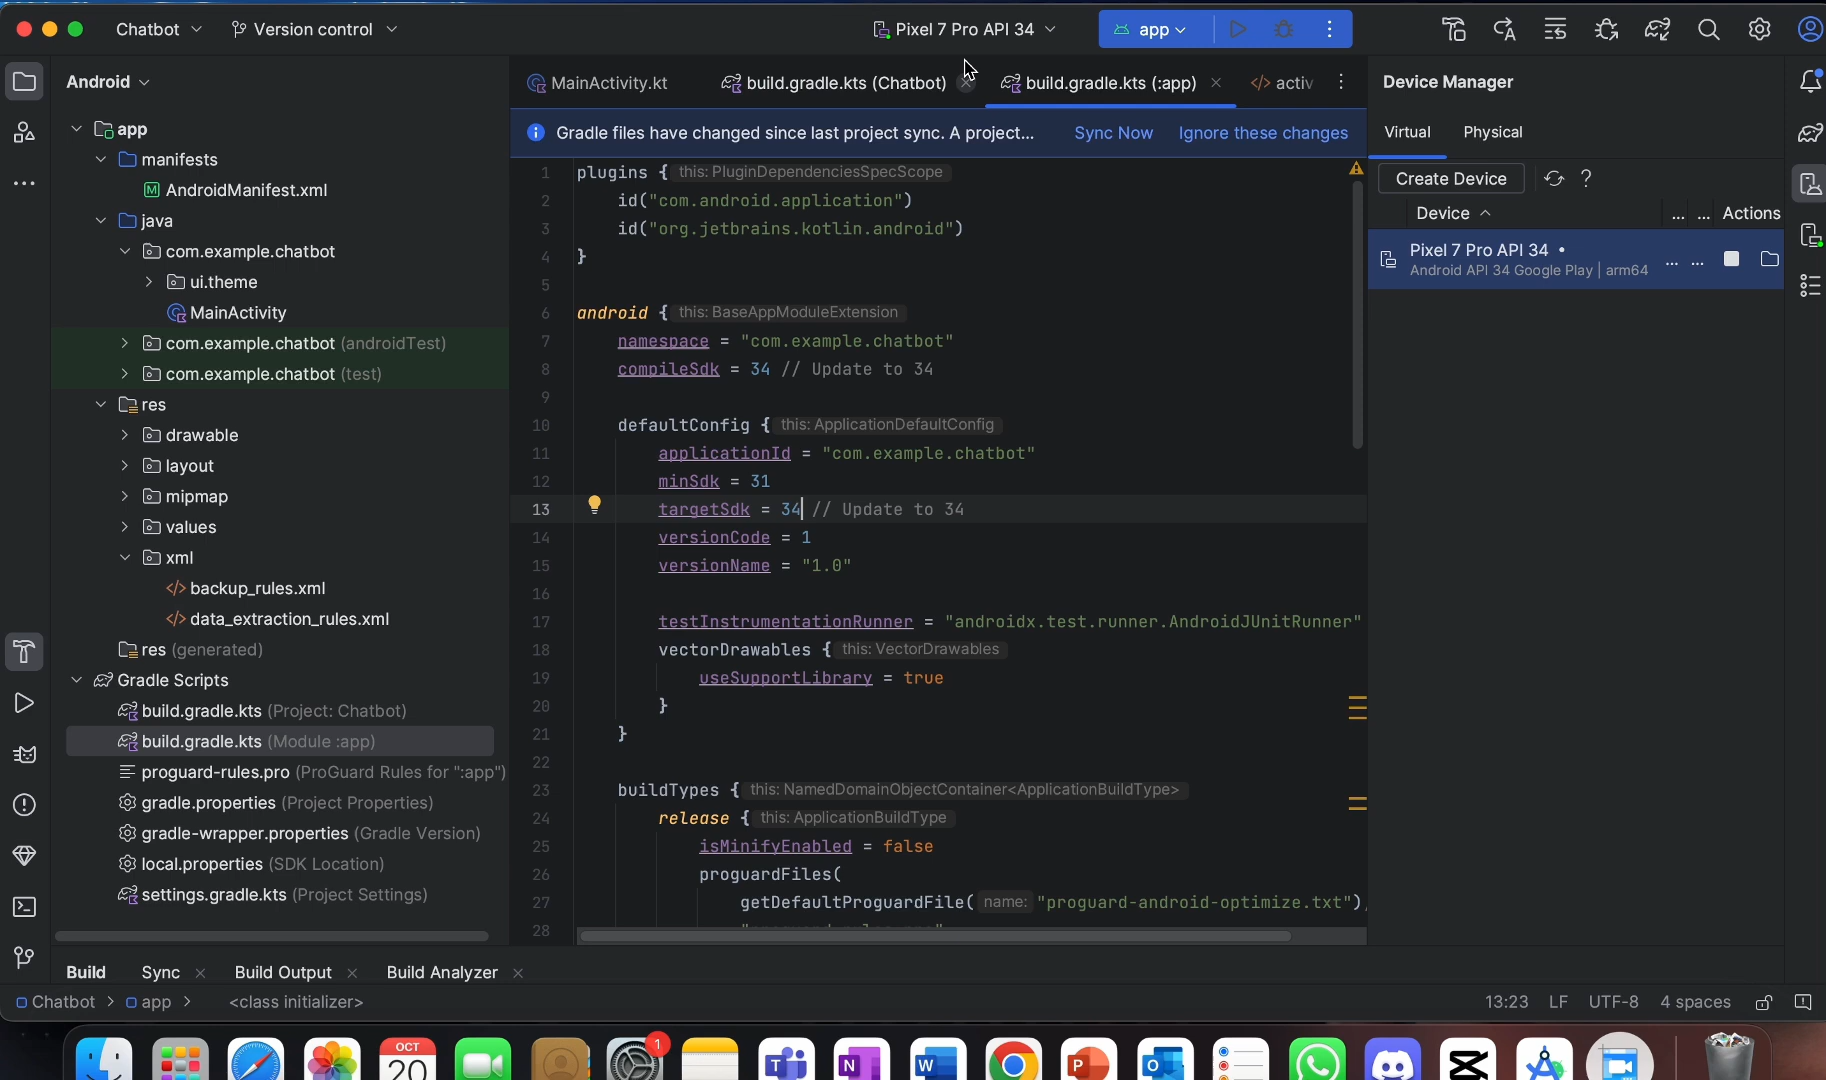 Chatbot
Version control
Pixel 7 Pro API 34
app
Android
MainActivity.kt
build.gradle.kts (Chatbot)
build.gradle.kts (:app)
activ
Device Manager
Gradle files have changed since last project sync. A project...
Sync Now
Ignore these changes
Virtual
Physical
Create Device
?
Device
...
...
Actions
Pixel 7 Pro API 34
Android API 34 Google Play | arm64
...
...
app
manifests
M AndroidManifest.xml
java
com.example.chatbot
ui.theme
MainActivity
com.example.chatbot (androidTest)
com.example.chatbot (test)
res
drawable
layout
mipmap
values
xml
backup_rules.xml
data_extraction_rules.xml
res (generated)
Gradle Scripts
build.gradle.kts (Project: Chatbot)
build.gradle.kts (Module :app)
proguard-rules.pro (ProGuard Rules for ":app")
gradle.properties (Project Properties)
gradle-wrapper.properties (Gradle Version)
local.properties (SDK Location)
settings.gradle.kts (Project Settings)
1 plugins { this: PluginDependenciesSpecScope
2 id("com.android.application")
3 id("org.jetbrains.kotlin.android")
4 }
5
6 android { this: BaseAppModuleExtension
7 namespace = "com.example.chatbot"
8 compileSdk = 34 // Update to 34
9
10 defaultConfig { this: ApplicationDefaultConfig
11 applicationId = "com.example.chatbot"
12 minSdk = 31
13 targetSdk = 34 // Update to 34
14 versionCode = 1
15 versionName = "1.0"
16
17 testInstrumentationRunner = "androidx.test.runner.AndroidJUnitRunner"
18 vectorDrawables { this: VectorDrawables
19 useSupportLibrary = true
20 }
21 }
22
23 buildTypes { this: NamedDomainObjectContainer<ApplicationBuildType>
24 release { this: ApplicationBuildType
25 isMinifyEnabled = false
26 proguardFiles(
27 getDefaultProguardFile( name: "proguard-android-optimize.txt"),
28
Build
Sync
Build Output
Build Analyzer
Chatbot > app > <class initializer>
13:23
LF
UTF-8
4 spaces
OCT
20
1
N
W
P
O